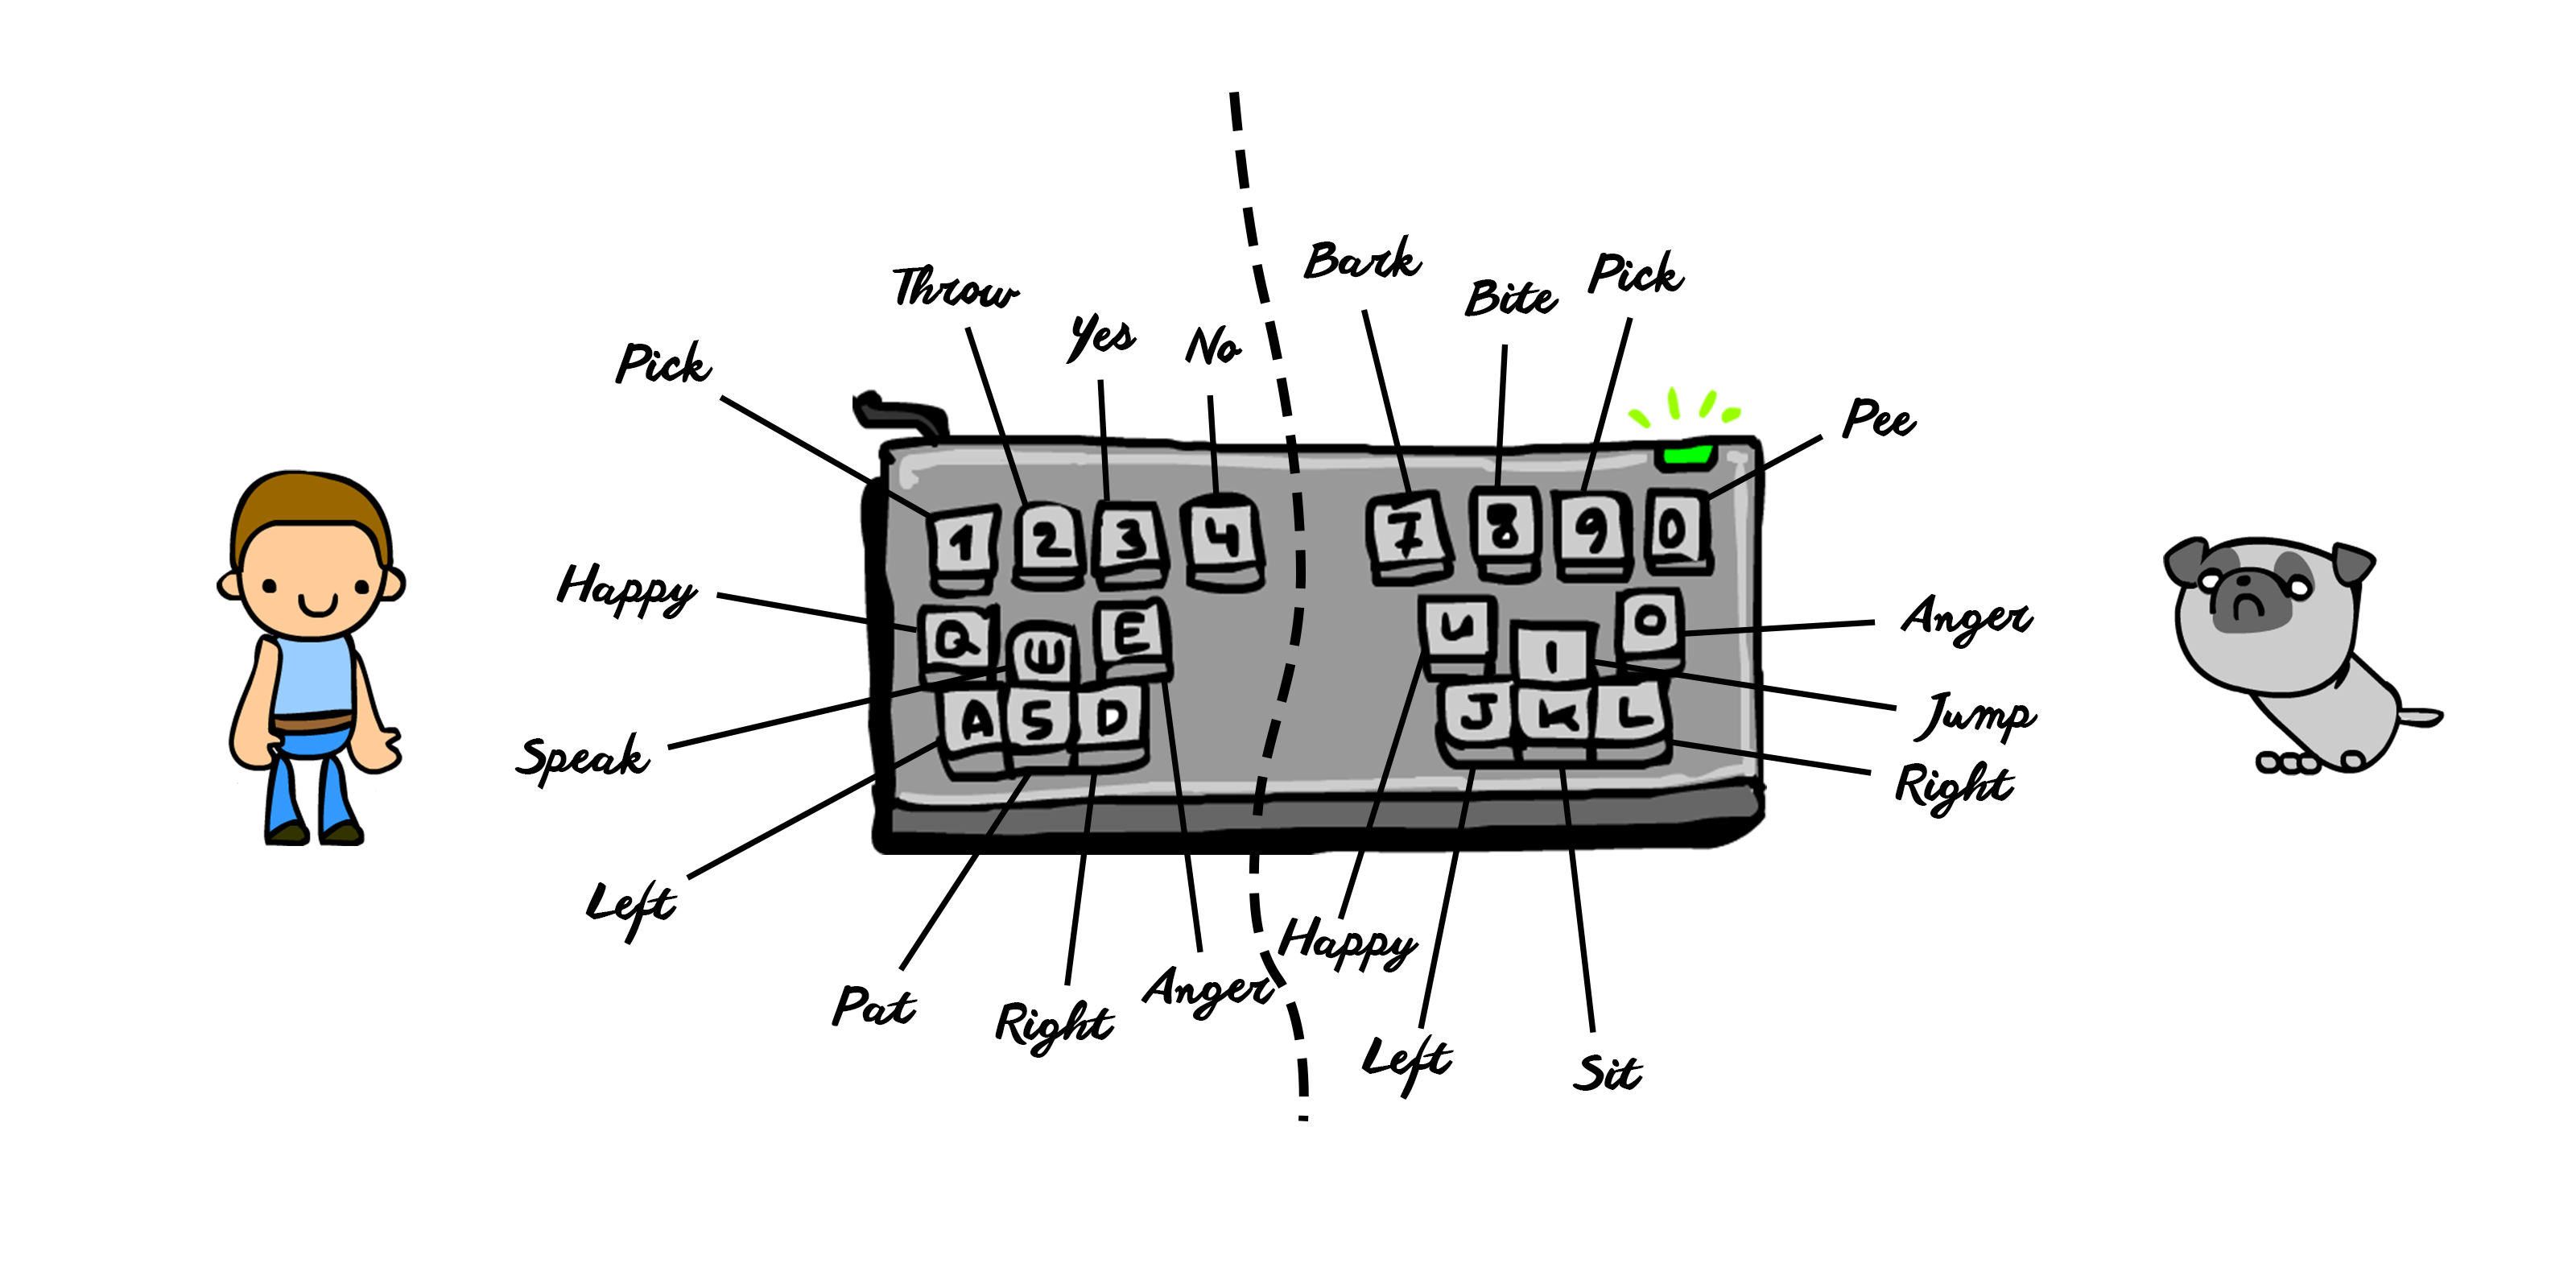 Bark
Throw
Bite
Pick
Yes
No
Pick
Pee
1 2 3 4
7 8 9 0
Happy
Anger
Q W E
U I O
A S D
J K L
Speak
Jump
Right
Left
Pat
Right
Anger
Happy
Left
Sit